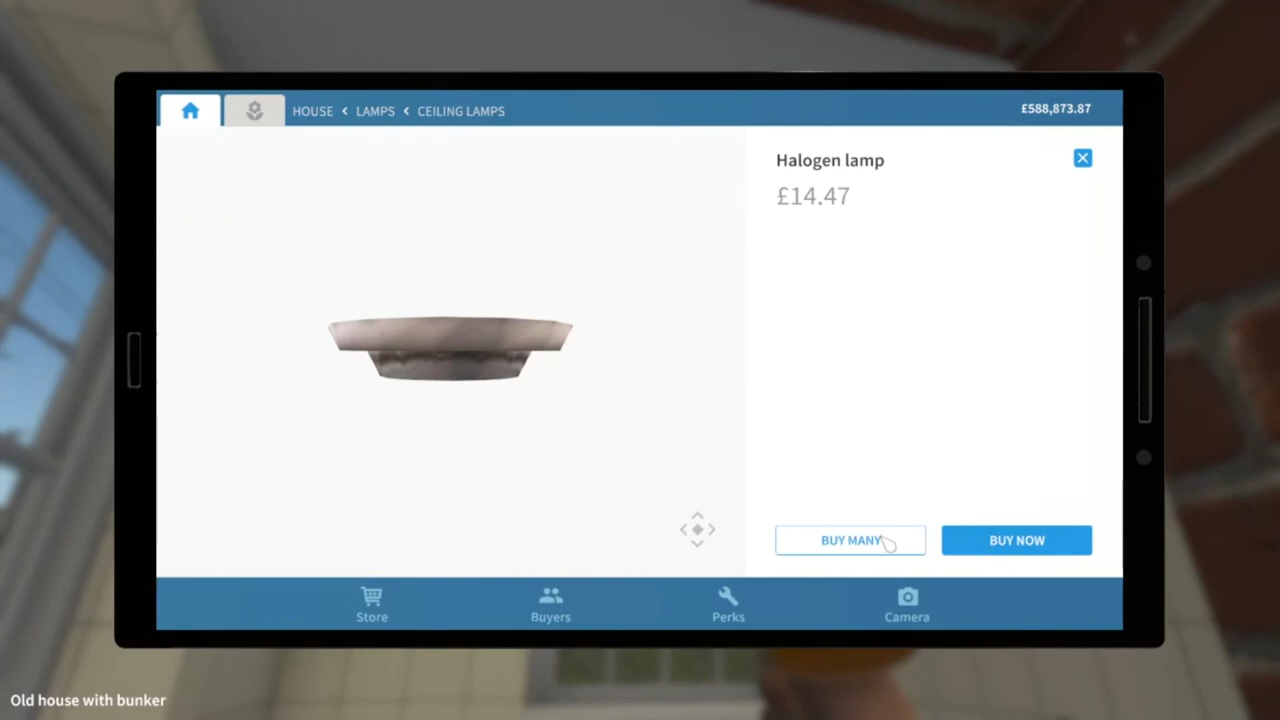 HOUSE < LAMPS < CEILING LAMPS
£588,873.87
Halogen lamp
£14.47
BUY MANY
BUY NOW
Store
Buyers
Perks
Camera
Old house with bunker